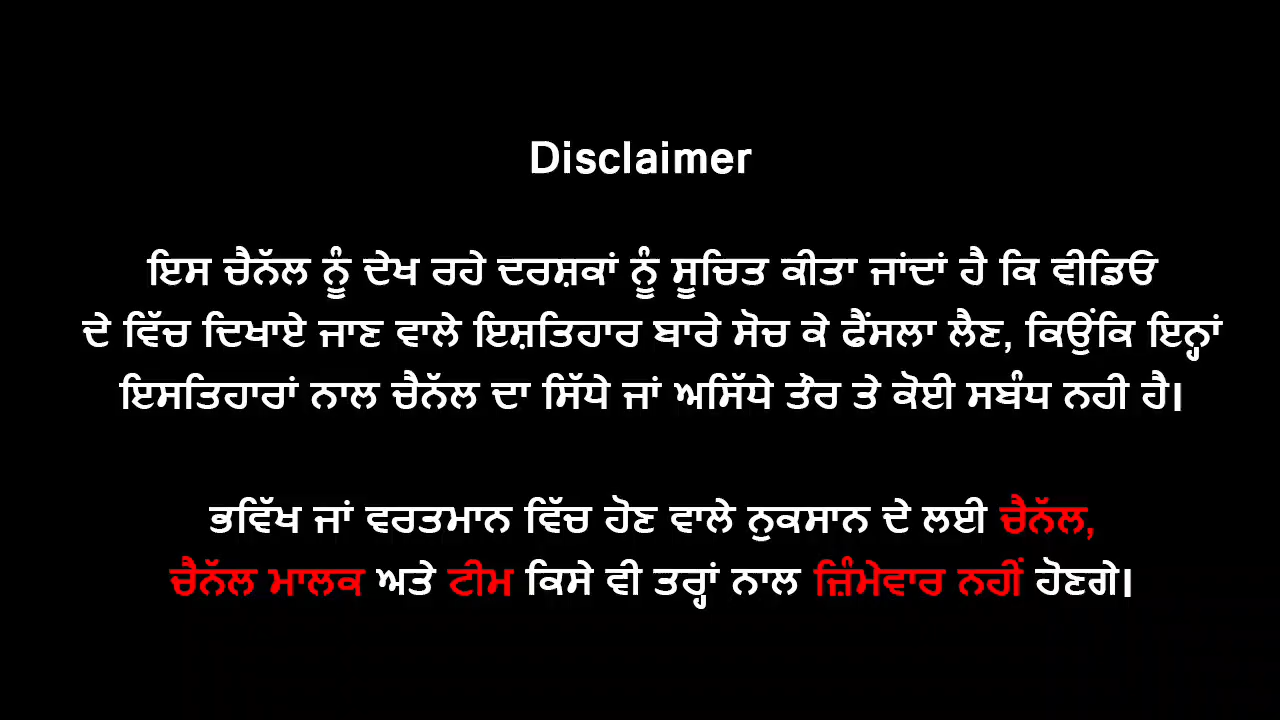 Disclaimer
ਇਸ ਚੈਨੱਲ ਨੂੰ ਦੇਖ ਰਹੇ ਦਰਸ਼ਕਾਂ ਨੂੰ ਸੂਚਿਤ ਕੀਤਾ ਜਾਂਦਾਂ ਹੈ ਕਿ ਵੀਡਿਓ
ਦੇ ਵਿੱਚ ਦਿਖਾਏ ਜਾਣ ਵਾਲੇ ਇਸ਼ਤਿਹਾਰ ਬਾਰੇ ਸੋਚ ਕੇ ਫੈਂਸਲਾ ਲੈਣ, ਕਿਉਂਕਿ ਇਨ੍ਹਾਂ
ਇਸਤਿਹਾਰਾਂ ਨਾਲ ਚੈਨੱਲ ਦਾ ਸਿੱਧੇ ਜਾਂ ਅਸਿੱਧੇ ਤੌਰ ਤੇ ਕੋਈ ਸਬੰਧ ਨਹੀ ਹੈ।
ਭਵਿੱਖ ਜਾਂ ਵਰਤਮਾਨ ਵਿੱਚ ਹੋਣ ਵਾਲੇ ਨੁਕਸਾਨ ਦੇ ਲਈ ਚੈਨੱਲ,
ਚੈਨੱਲ ਮਾਲਕ ਅਤੇ ਟੀਮ ਕਿਸੇ ਵੀ ਤਰ੍ਹਾਂ ਨਾਲ ਜ਼ਿੰਮੇਵਾਰ ਨਹੀਂ ਹੋਣਗੇ।